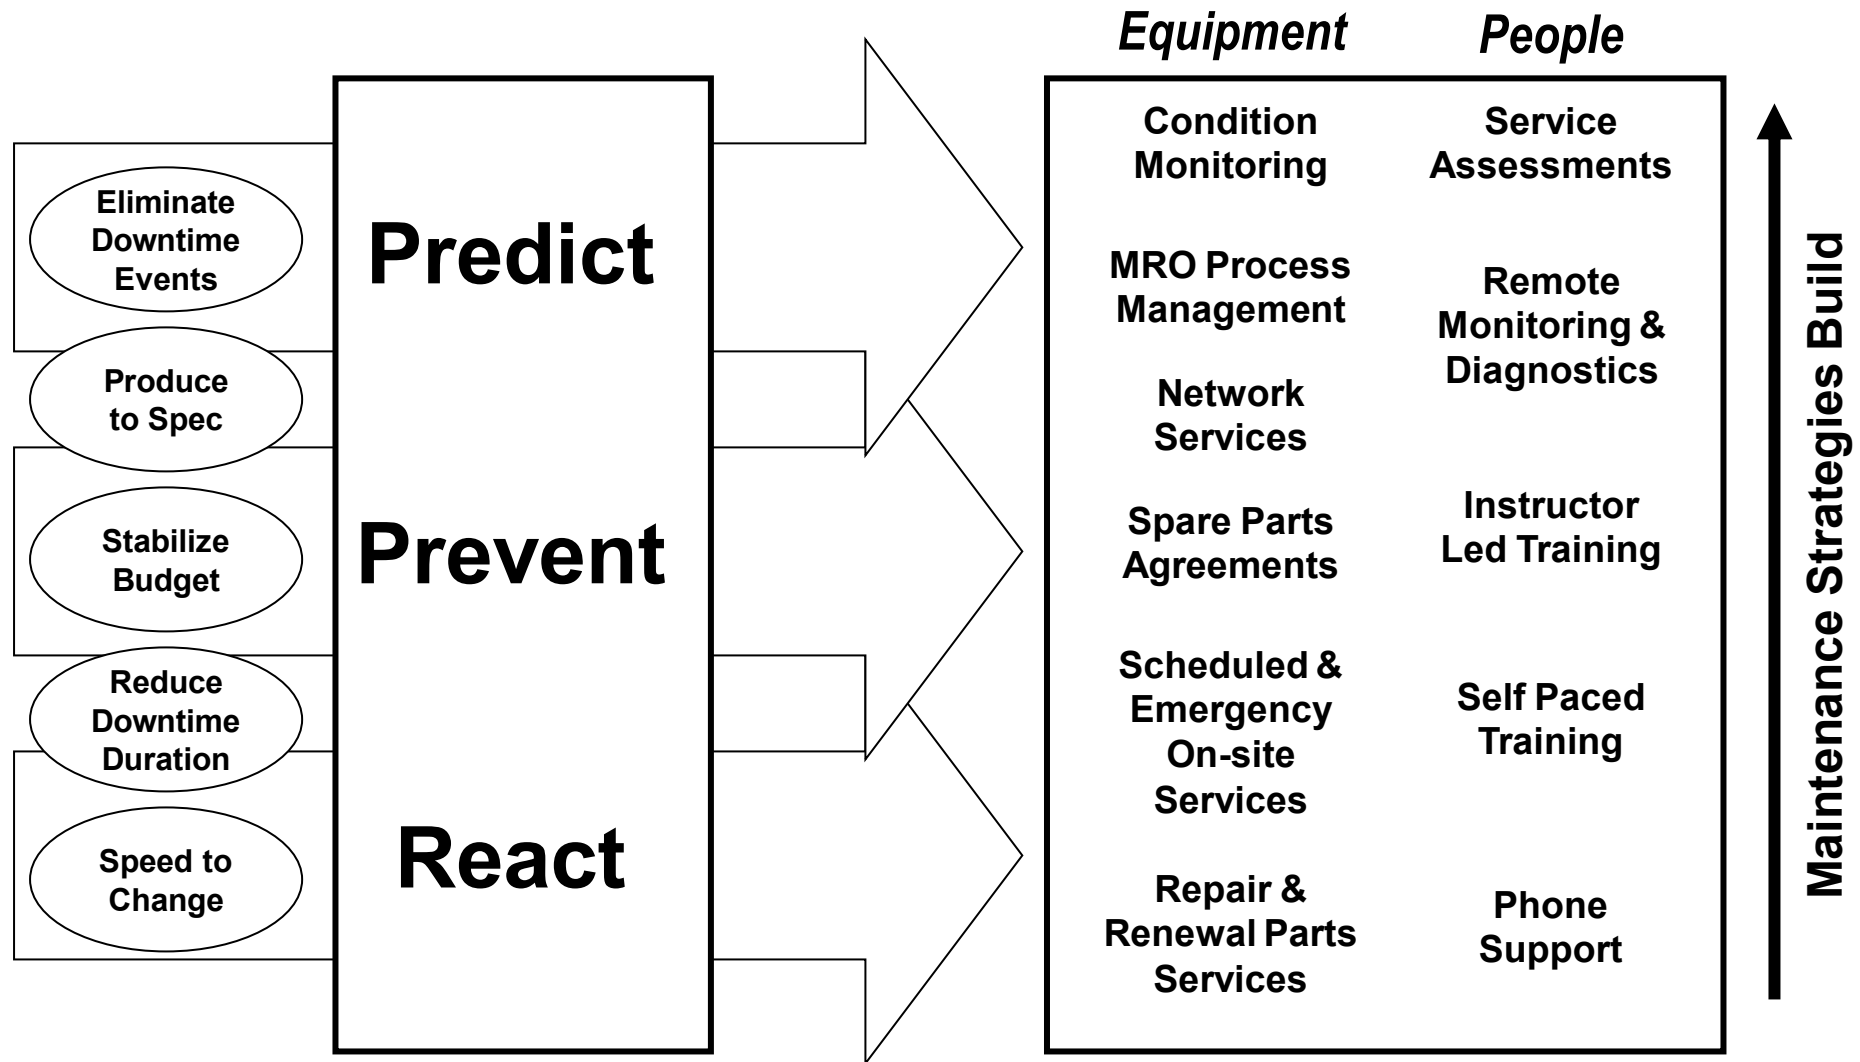 Equipment
People
Eliminate
Downtime
Events
Produce
to Spec
Stabilize
Budget
Reduce
Downtime
Duration
Speed to
Change
Predict
Prevent
React
Condition
Monitoring
MRO Process
Management
Network
Services
Spare Parts
Agreements
Scheduled &
Emergency
On-site
Services
Repair &
Renewal Parts
Services
Service
Assessments
Remote
Monitoring &
Diagnostics
Instructor
Led Training
Self Paced
Training
Phone
Support
Maintenance Strategies Build